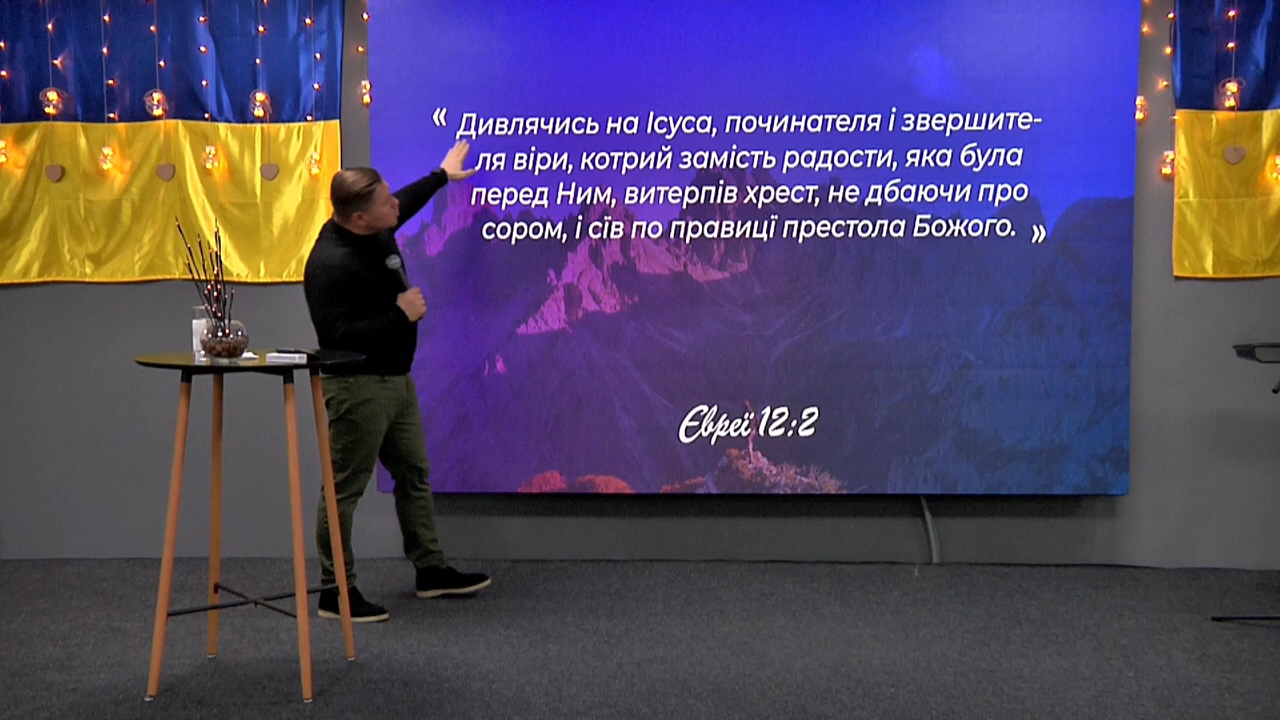 « Дивлячись на Ісуса, починателя і звершите-
ля віри, котрий замість радости, яка була
перед Ним, витерпів хрест, не дбаючи про
сором, і сїв по правиці престола Божого. »
Євреї 12:2